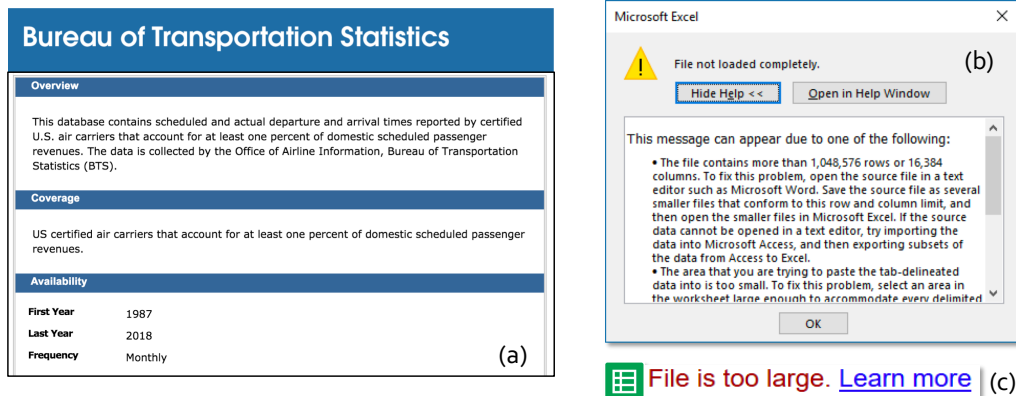 Bureau of Transportation Statistics
Overview
This database contains scheduled and actual departure and arrival times reported by certified
U.S. air carriers that account for at least one percent of domestic scheduled passenger
revenues. The data is collected by the Office of Airline Information, Bureau of Transportation
Statistics (BTS).
Coverage
US certified air carriers that account for at least one percent of domestic scheduled passenger
revenues.
Availability
First Year 1987
Last Year 2018
Frequency Monthly
(a)
Microsoft Excel
(b)
File not loaded completely.
Hide Help << Open in Help Window
This message can appear due to one of the following:
• The file contains more than 1,048,576 rows or 16,384
columns. To fix this problem, open the source file in a text
editor such as Microsoft Word. Save the source file as several
smaller files that conform to this row and column limit, and
then open the smaller files in Microsoft Excel. If the source
data cannot be opened in a text editor, try importing the
data into Microsoft Access, and then exporting subsets of
the data from Access to Excel.
• The area that you are trying to paste the tab-delineated
data into is too small. To fix this problem, select an area in
the worksheet large enough to accommodate every delimited
OK
File is too large. Learn more (c)